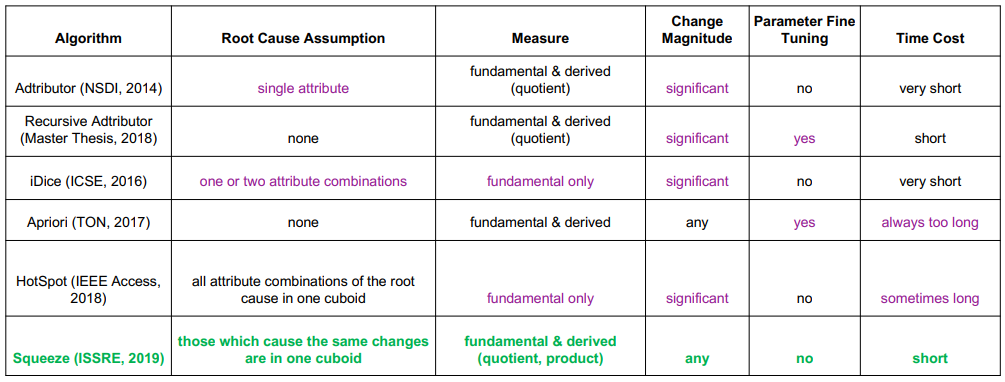 Algorithm
Root Cause Assumption
Measure
Change
Magnitude
Parameter Fine
Tuning
Time Cost
Adtributor (NSDI, 2014)
single attribute
fundamental & derived
(quotient)
significant
no
very short
Recursive Adtributor
(Master Thesis, 2018)
none
fundamental & derived
(quotient)
significant
yes
short
iDice (ICSE, 2016)
one or two attribute combinations
fundamental only
significant
no
very short
Apriori (TON, 2017)
none
fundamental & derived
any
yes
always too long
HotSpot (IEEE Access,
2018)
all attribute combinations of the root
cause in one cuboid
fundamental only
significant
no
sometimes long
Squeeze (ISSRE, 2019)
those which cause the same changes
are in one cuboid
fundamental & derived
(quotient, product)
any
no
short